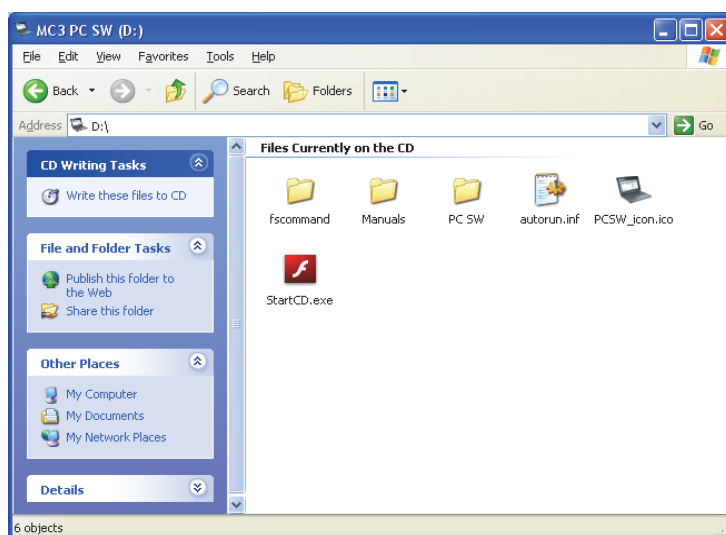 MC3 PC SW (D:)
File Edit View Favorites Tools Help
Back Search Folders
Address D:\ Go
CD Writing Tasks
Write these files to CD
File and Folder Tasks
Publish this folder to
the Web
Share this folder
Other Places
My Computer
My Documents
My Network Places
Details
Files Currently on the CD
fscommand Manuals PC SW autorun.inf PCSW_icon.ico
StartCD.exe
6 objects